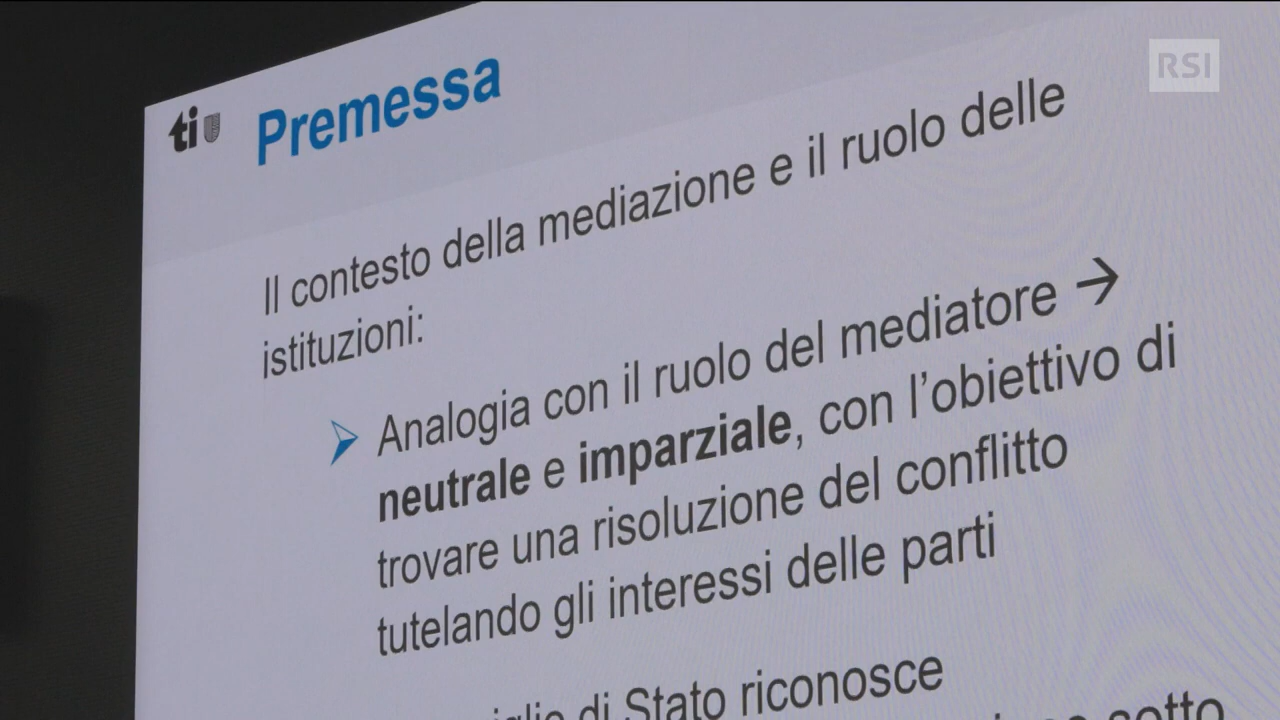 RSI
ti
Premessa
Il contesto della mediazione e il ruolo delle
istituzioni:
Analogia con il ruolo del mediatore →
neutrale e imparziale, con l'obiettivo di
trovare una risoluzione del conflitto
tutelando gli interessi delle parti
di Stato riconosce
sotto